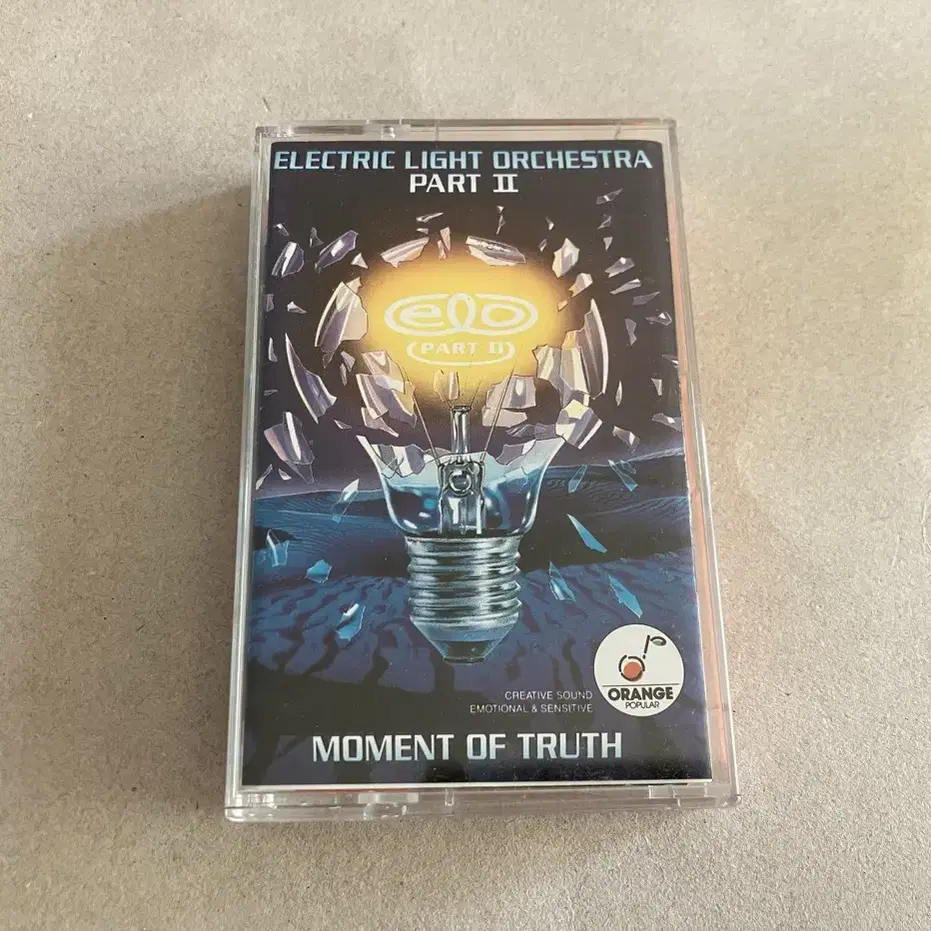 ELECTRIC LIGHT ORCHESTRA
PART II
elo
PART II
CREATIVE SOUND
EMOTIONAL & SENSITIVE
ORANGE
POPULAR
MOMENT OF TRUTH